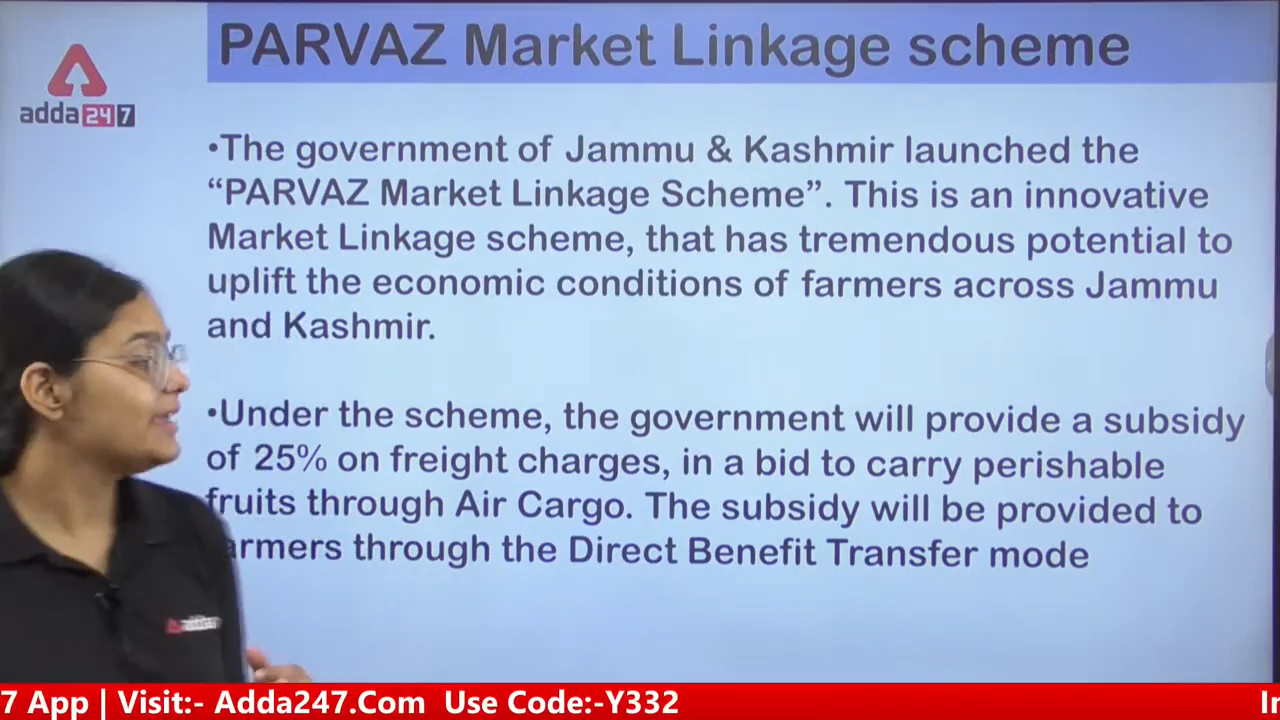 PARVAZ Market Linkage scheme
adda247
•The government of Jammu & Kashmir launched the
“PARVAZ Market Linkage Scheme”. This is an innovative
Market Linkage scheme, that has tremendous potential to
uplift the economic conditions of farmers across Jammu
and Kashmir.
•Under the scheme, the government will provide a subsidy
of 25% on freight charges, in a bid to carry perishable
fruits through Air Cargo. The subsidy will be provided to
armers through the Direct Benefit Transfer mode
7 App | Visit:- Adda247.Com Use Code:-Y332
In